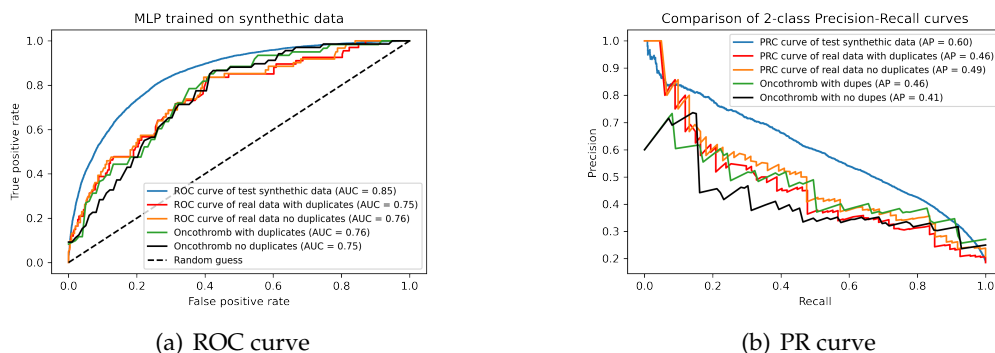 MLP trained on synthethic data
True positive rate
1.0
0.8
0.6
0.4
0.2
0.0
ROC curve of test synthetic data (AUC = 0.85)
ROC curve of real data with duplicates (AUC = 0.75)
ROC curve of real data no duplicates (AUC = 0.76)
Oncothromb with duplicates (AUC = 0.76)
Oncothromb no duplicates (AUC = 0.75)
Random guess
0.0 0.2 0.4 0.6 0.8 1.0
False positive rate
(a) ROC curve
Comparison of 2-class Precision-Recall curves
Precision
1.0
0.9
0.8
0.7
0.6
0.5
0.4
0.3
0.2
PRC curve of test synthetic data (AP = 0.60)
PRC curve of real data with duplicates (AP = 0.46)
PRC curve of real data no duplicates (AP = 0.49)
Oncothromb with dupes (AP = 0.46)
Oncothromb with no dupes (AP = 0.41)
0.0 0.2 0.4 0.6 0.8 1.0
Recall
(b) PR curve